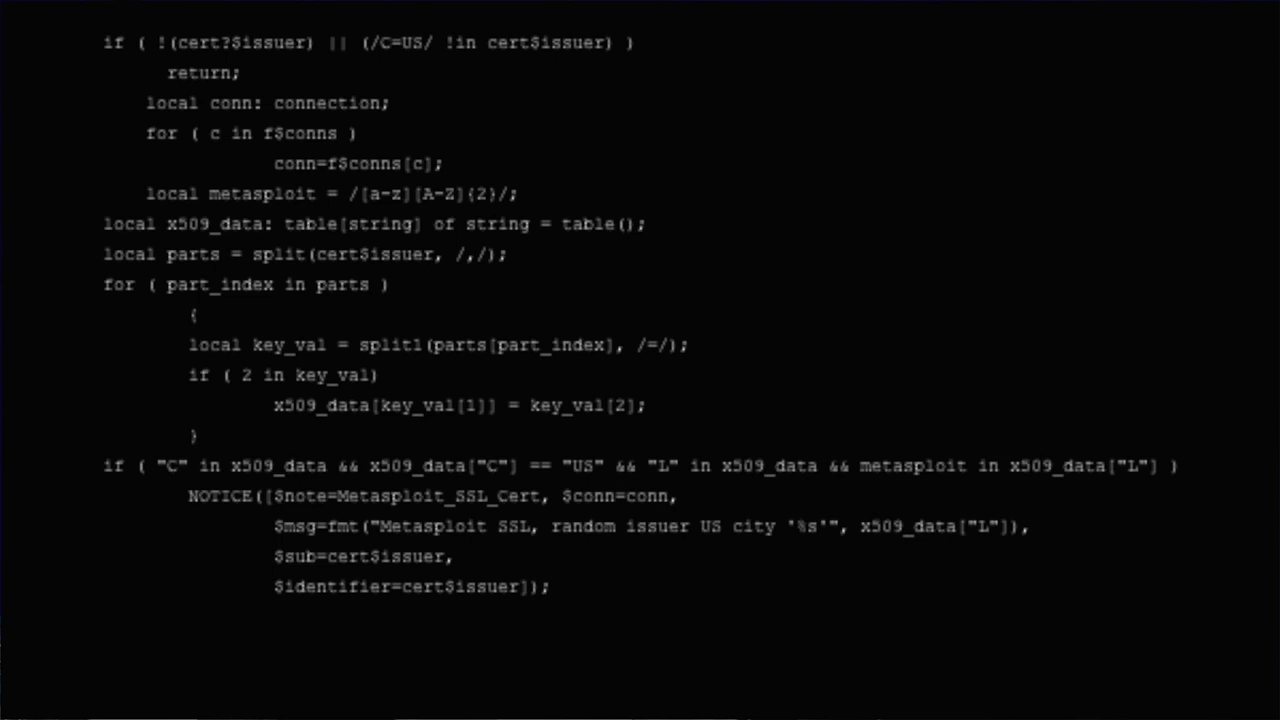 if ( !(cert?$issuer) || (/C=US/ !in cert$issuer) )
return;
local conn: connection;
for ( c in f$conns )
conn=f$conns[c];
local metasploit = /[a-z][A-Z]{2}/;
local x509_data: table[string] of string = table();
local parts = split(cert$issuer, /,/);
for ( part_index in parts )
{
local key_val = split1(parts[part_index], /=/);
if ( 2 in key_val)
x509_data[key_val[1]] = key_val[2];
}
if ( "C" in x509_data && x509_data["C"] == "US" && "L" in x509_data && metasploit in x509_data["L"] )
NOTICE([$note=Metasploit_SSL_Cert, $conn=conn,
$msg=fmt("Metasploit SSL, random issuer US city '%s'", x509_data["L"]),
$sub=cert$issuer,
$identifier=cert$issuer]);